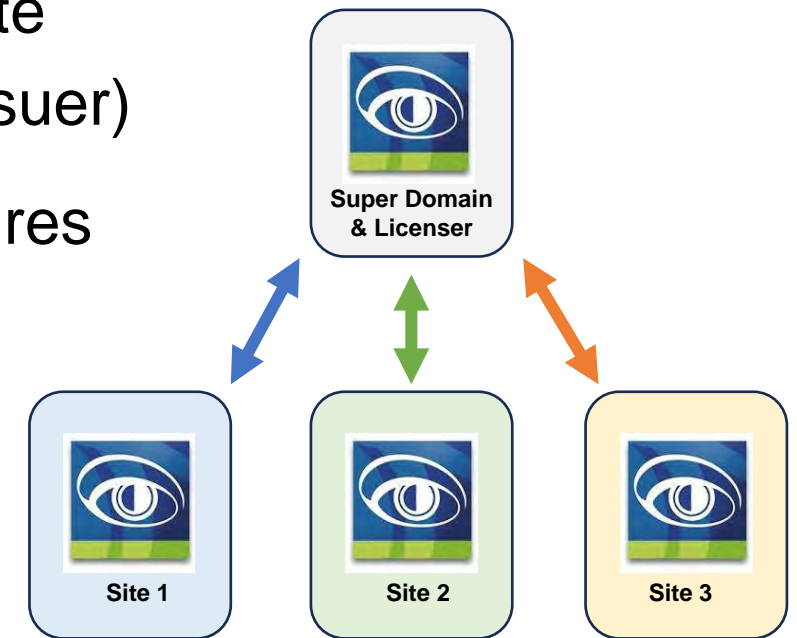 te
suer)
res
Super Domain
& Licenser
Site 1
Site 2
Site 3